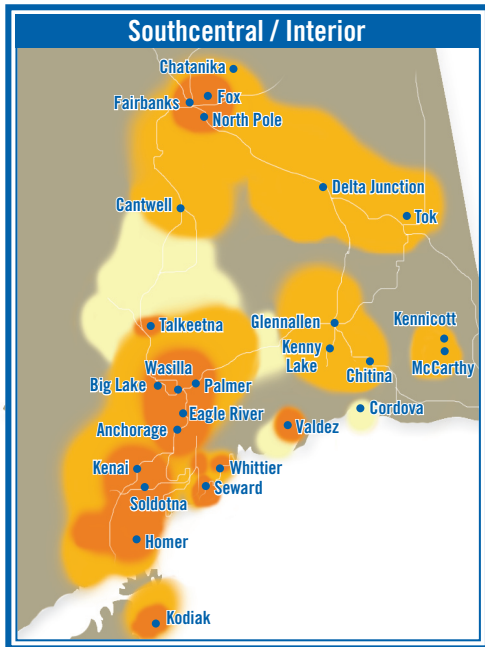 Southcentral / Interior
Chatanika
Fox
Fairbanks
North Pole
Delta Junction
Cantwell
Tok
Talkeetna
Glennallen
Kennicott
Kenny
Lake
McCarthy
Chitina
Wasilla
Big Lake
Palmer
Cordova
Eagle River
Valdez
Anchorage
Kenai
Whittier
Seward
Soldotna
Homer
Kodiak